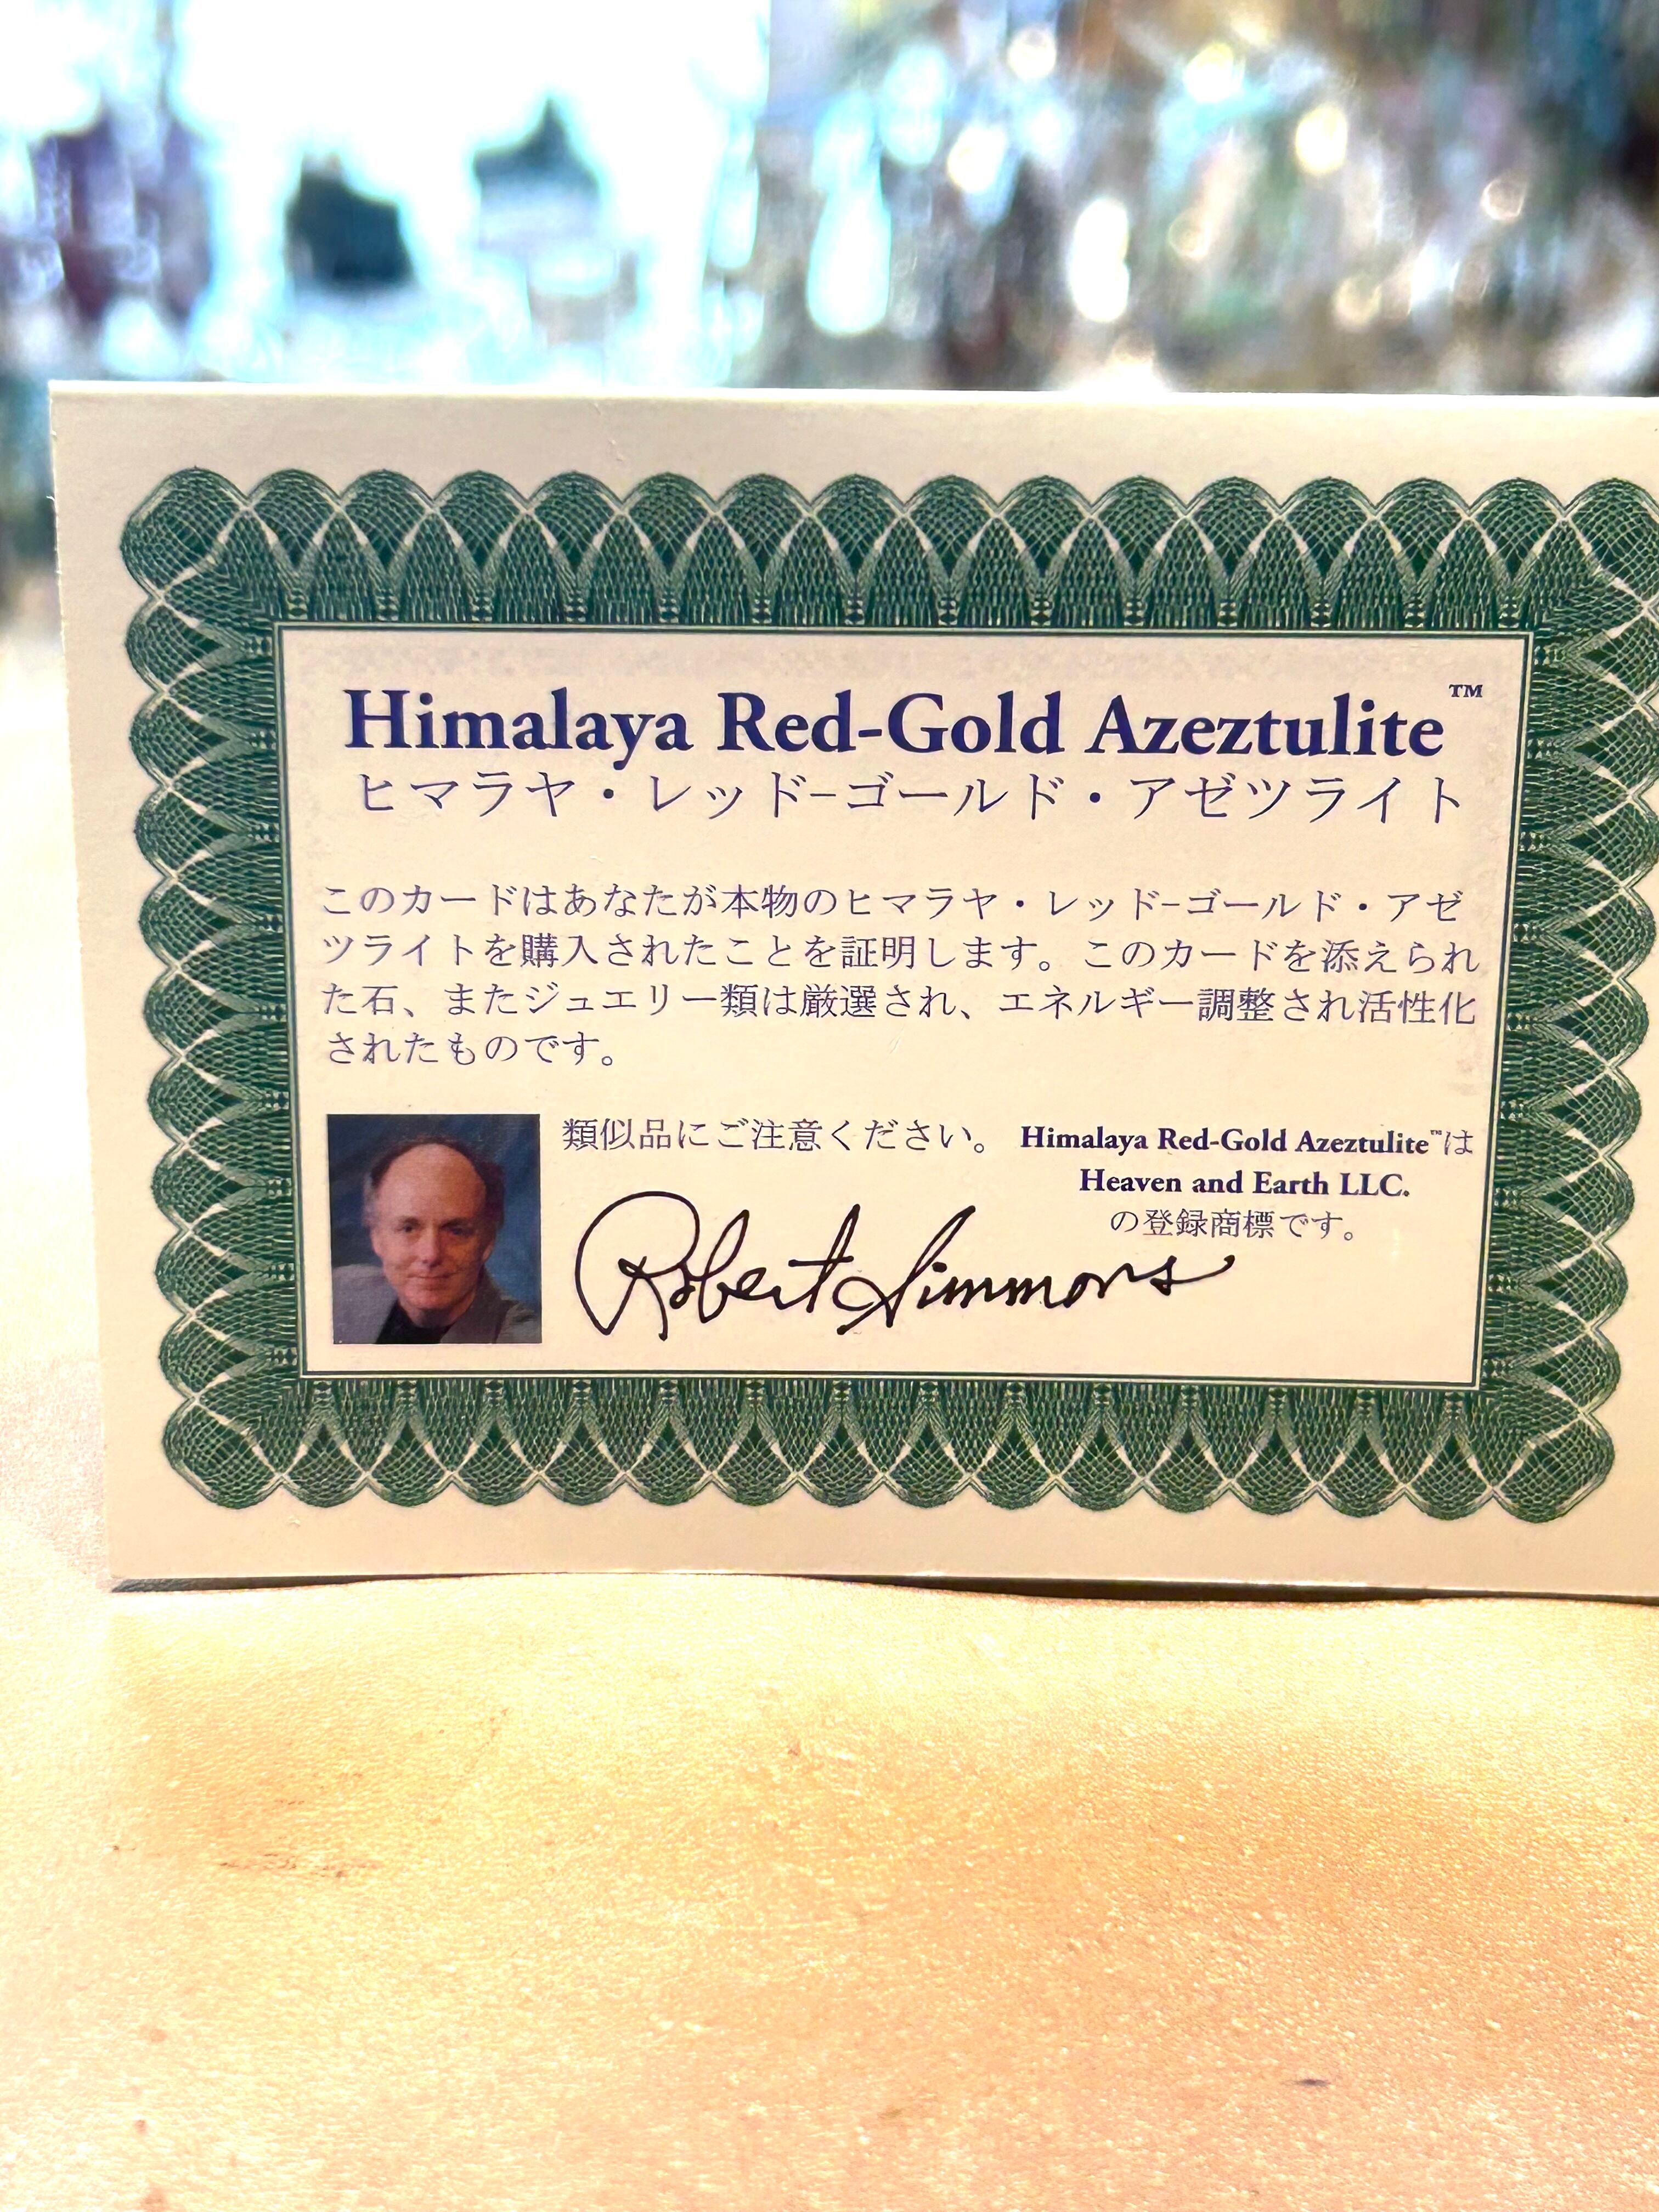 Himalaya Red-Gold Azeztulite™
ヒマラヤ・レッド-ゴールド・アゼツライト
このカードはあなたが本物のヒマラヤ・レッド-ゴールド・アゼ
ツライトを購入されたことを証明します。このカードを添えられ
た石、またジュエリー類は厳選され、エネルギー調整され活性化
されたものです。
類似品にご注意ください。 Himalaya Red-Gold Azeztulite™は
Heaven and Earth LLC.
の登録商標です。
Robert Simmons